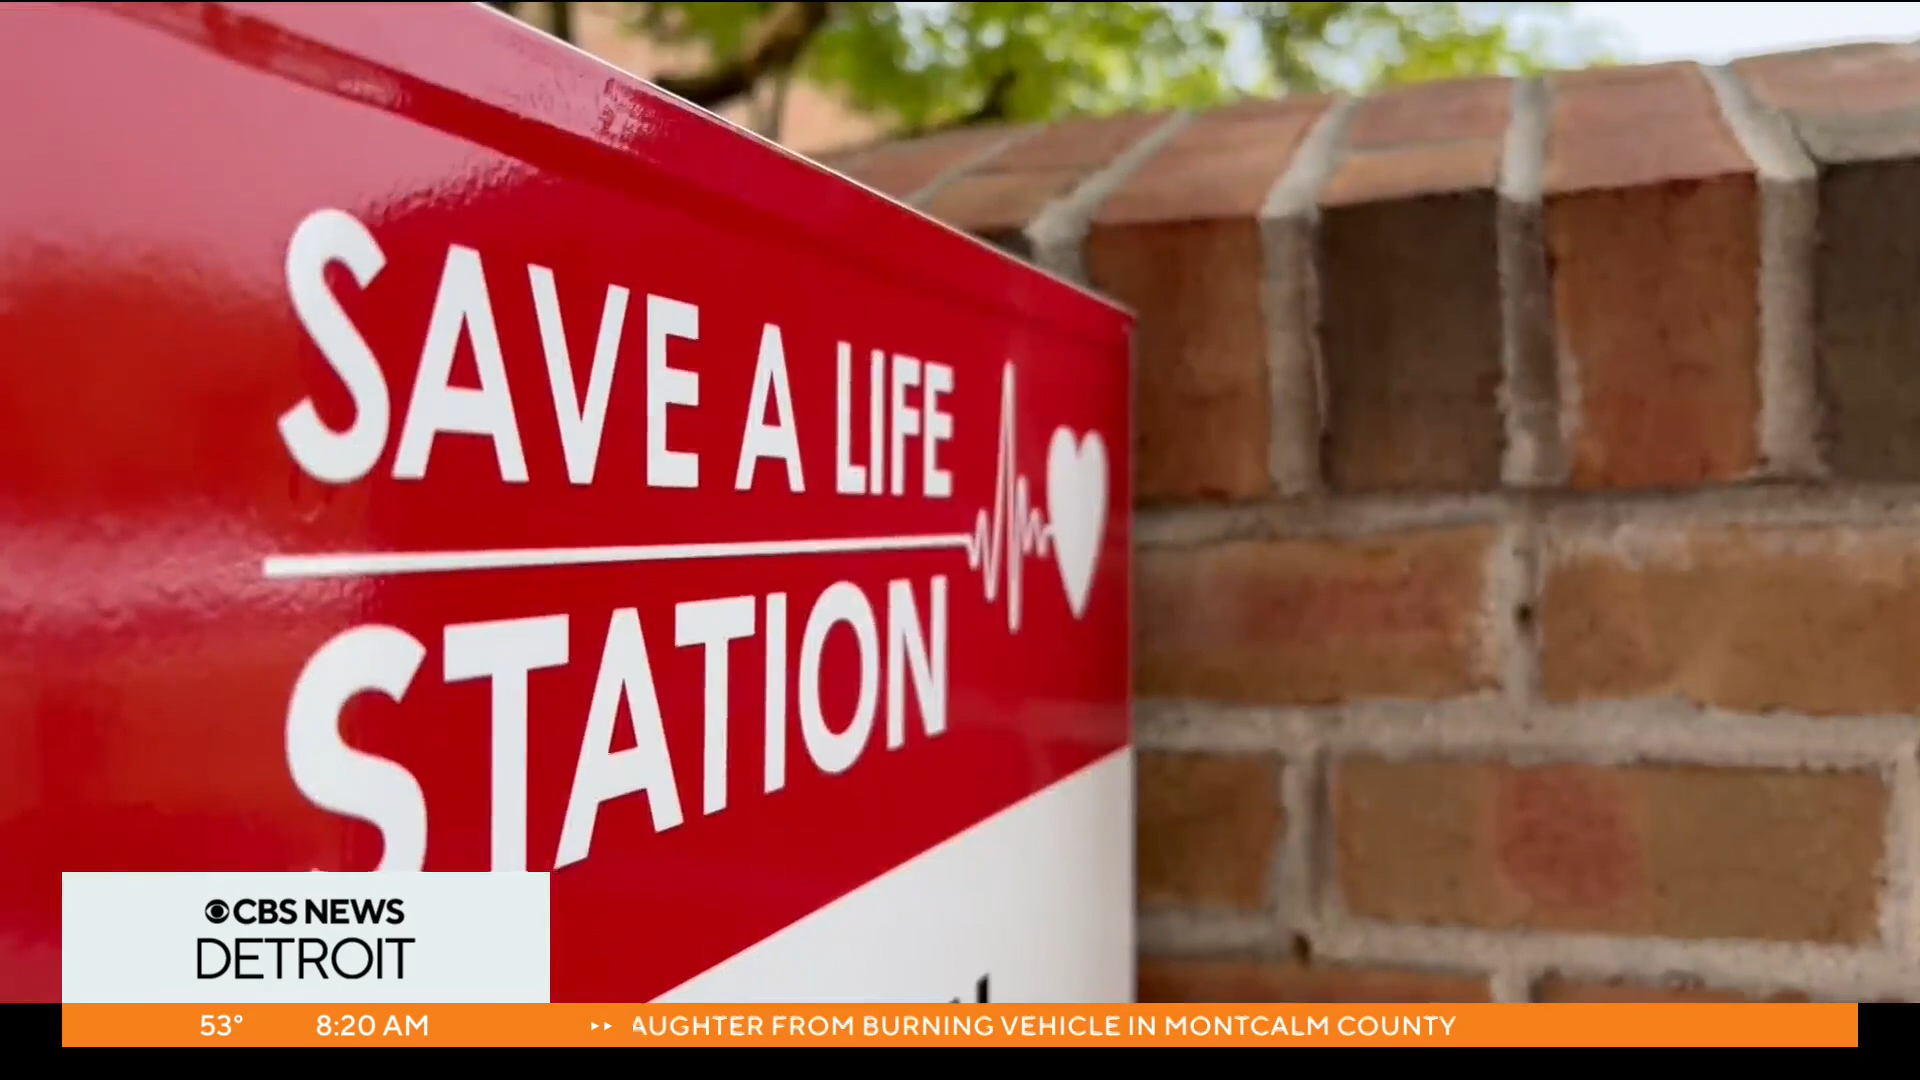 SAVE A LIFE
STATION
CBS NEWS
DETROIT
53° 8:20 AM AUGHTER FROM BURNING VEHICLE IN MONTCALM COUNTY